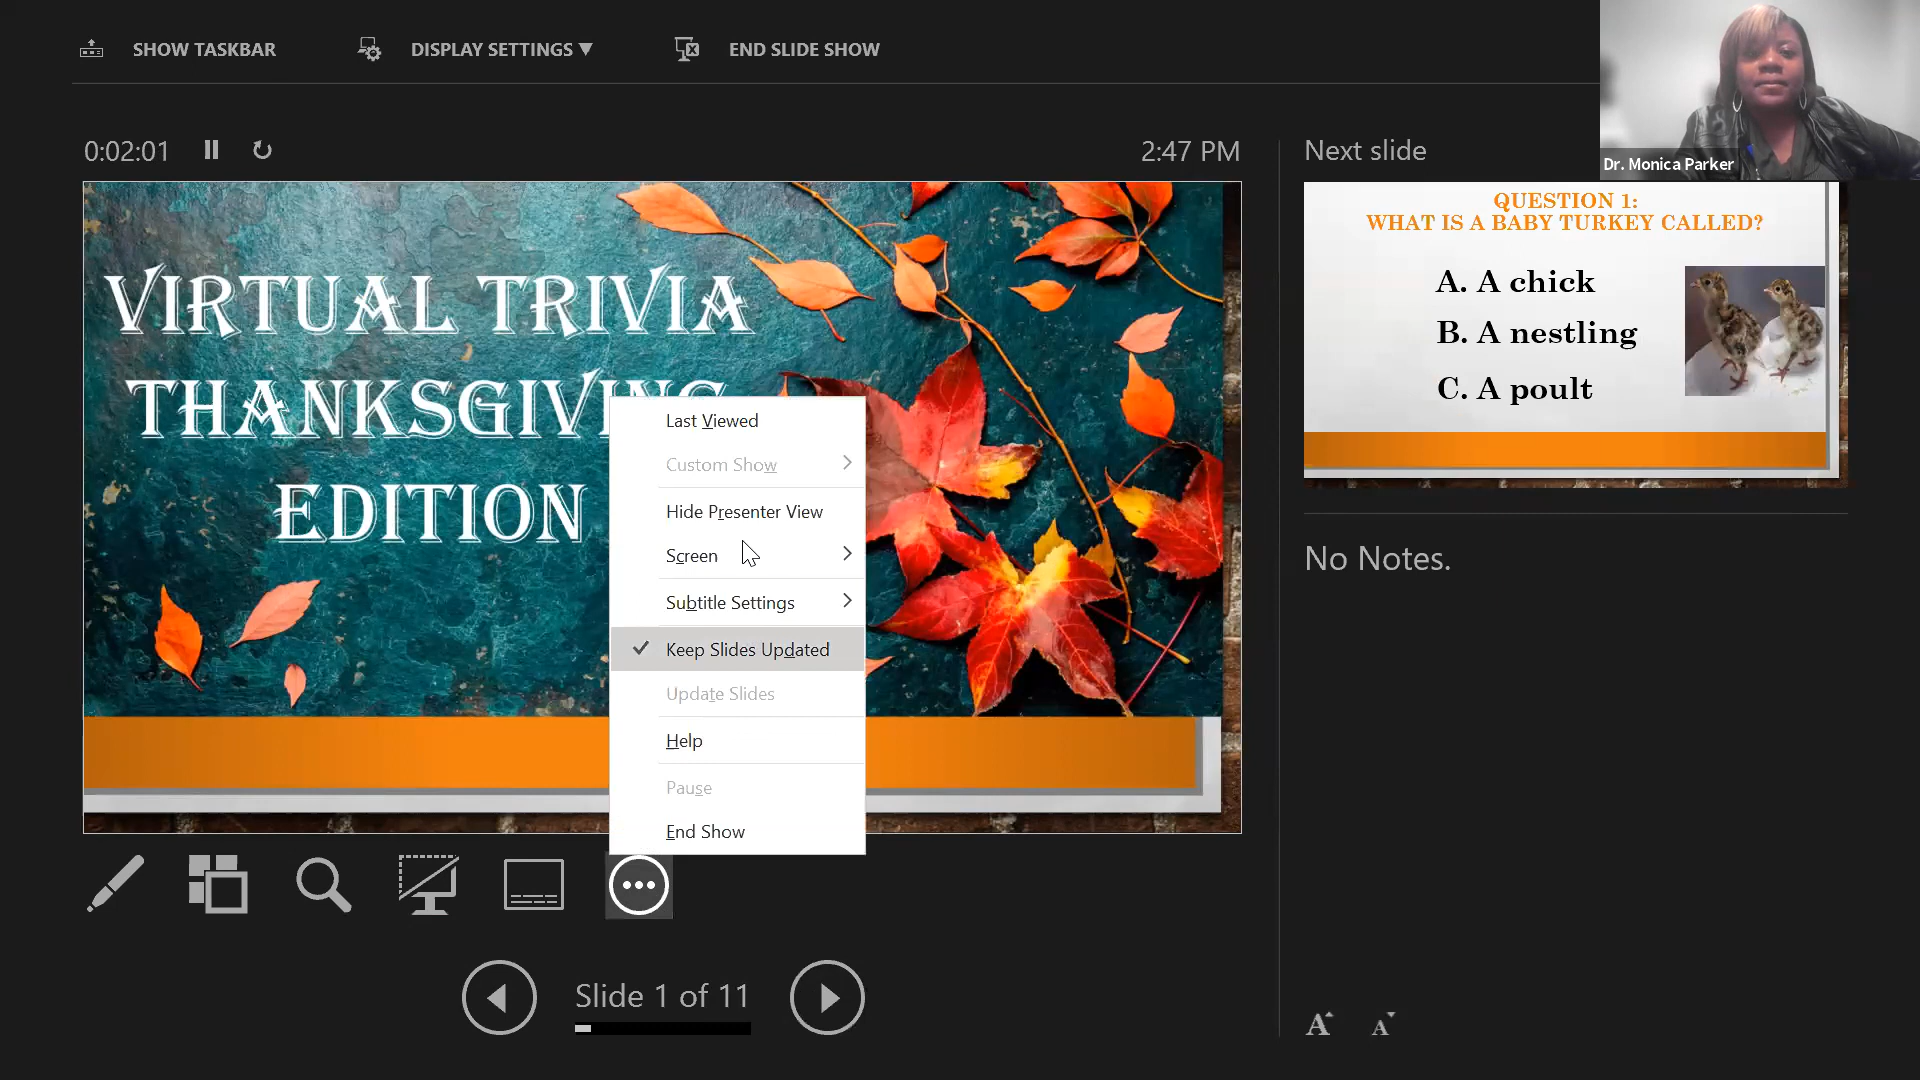 SHOW TASKBAR
DISPLAY SETTINGS ▼
END SLIDE SHOW
Dr. Monica Parker
0:02:01
2:47 PM
Next slide
VIRTUAL TRIVIA
THANKSGIVING
EDITION
QUESTION 1:
WHAT IS A BABY TURKEY CALLED?
A. A chick
B. A nestling
C. A poult
Last Viewed
Custom Show
Hide Presenter View
Screen
Subtitle Settings
Keep Slides Updated
Update Slides
Help
Pause
End Show
No Notes.
Slide 1 of 11
A A